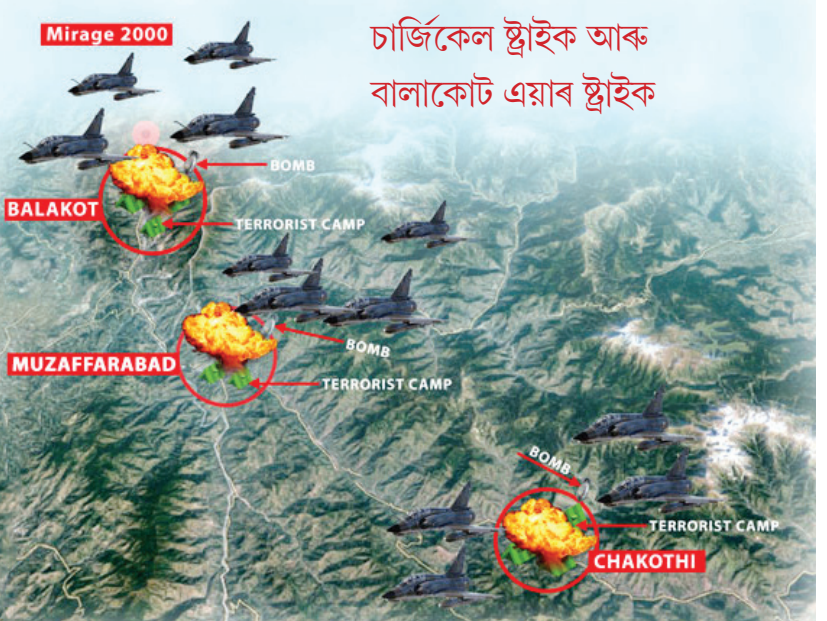 Mirage 2000
চাৰ্জিকেল ষ্ট্ৰাইক আৰু
বালাকোট এয়াৰ ষ্ট্ৰাইক
BOMB
BALAKOT
TERRORIST CAMP
BOMB
MUZAFFARABAD
TERRORIST CAMP
BOMB
TERRORIST CAMP
CHAKOTHI